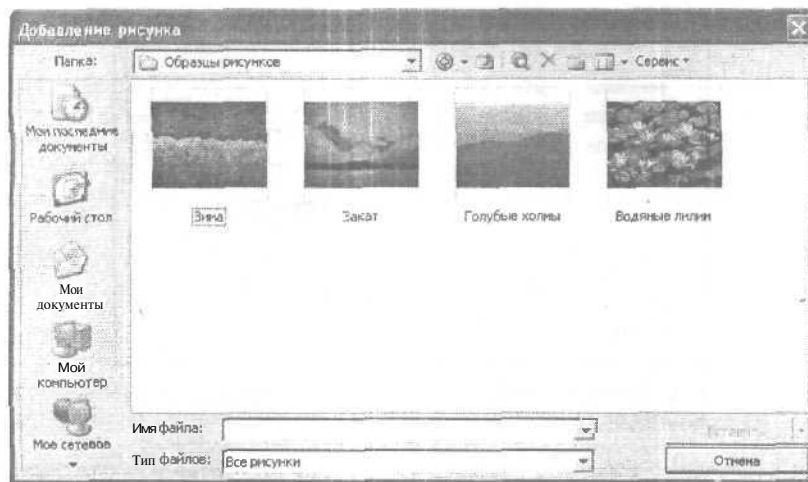 Добавление рисунка
Папка: Образцы рисунков Сервис
Мои последние
документы
Рабочий стол
Мои
документы
Мой
компьютер
Мое сетевое
Зима Закат Голубые холмы Водяные лилии
Имя файла:
Вставить
Тип файлов: Все рисунки Отмена